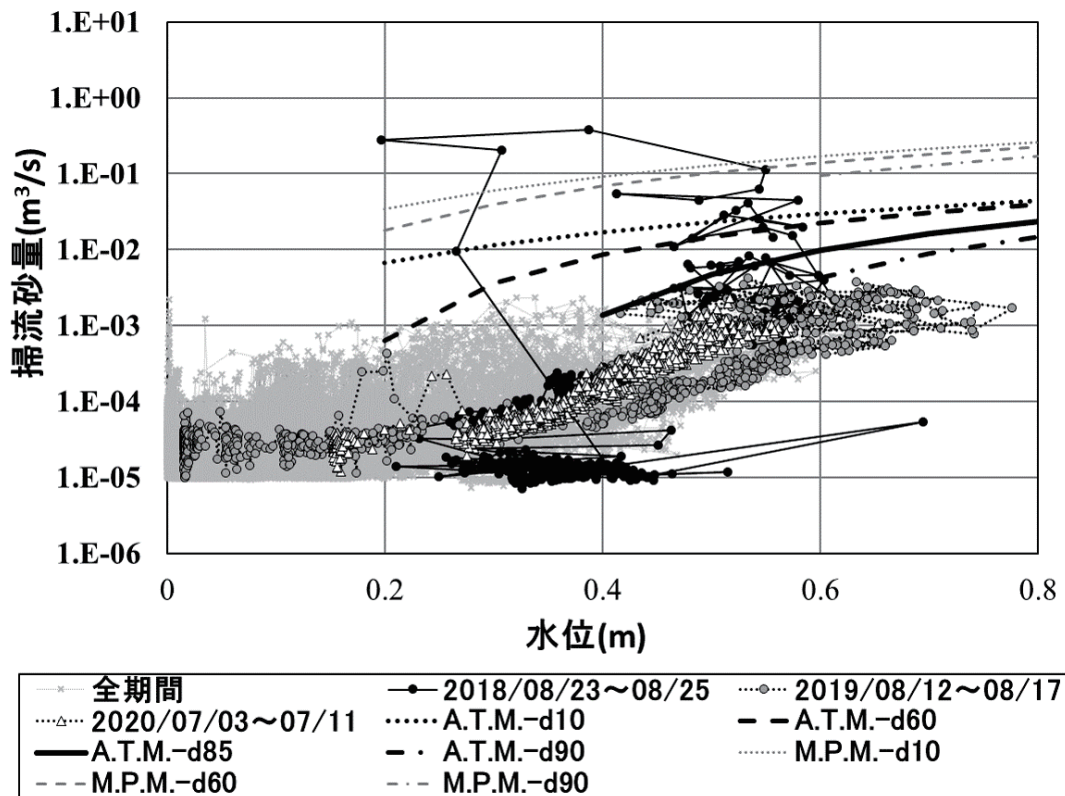 1.E+01
1.E+00
1.E-01
1.E-02
1.E-03
1.E-04
1.E-05
1.E-06
掃流砂量(m³/s)
0 0.2 0.4 0.6 0.8
水位(m)
全期間 2018/08/23～08/25 2019/08/12～08/17
2020/07/03～07/11 A.T.M.-d10 A.T.M.-d60
A.T.M.-d85 A.T.M.-d90 M.P.M.-d10
M.P.M.-d60 M.P.M.-d90